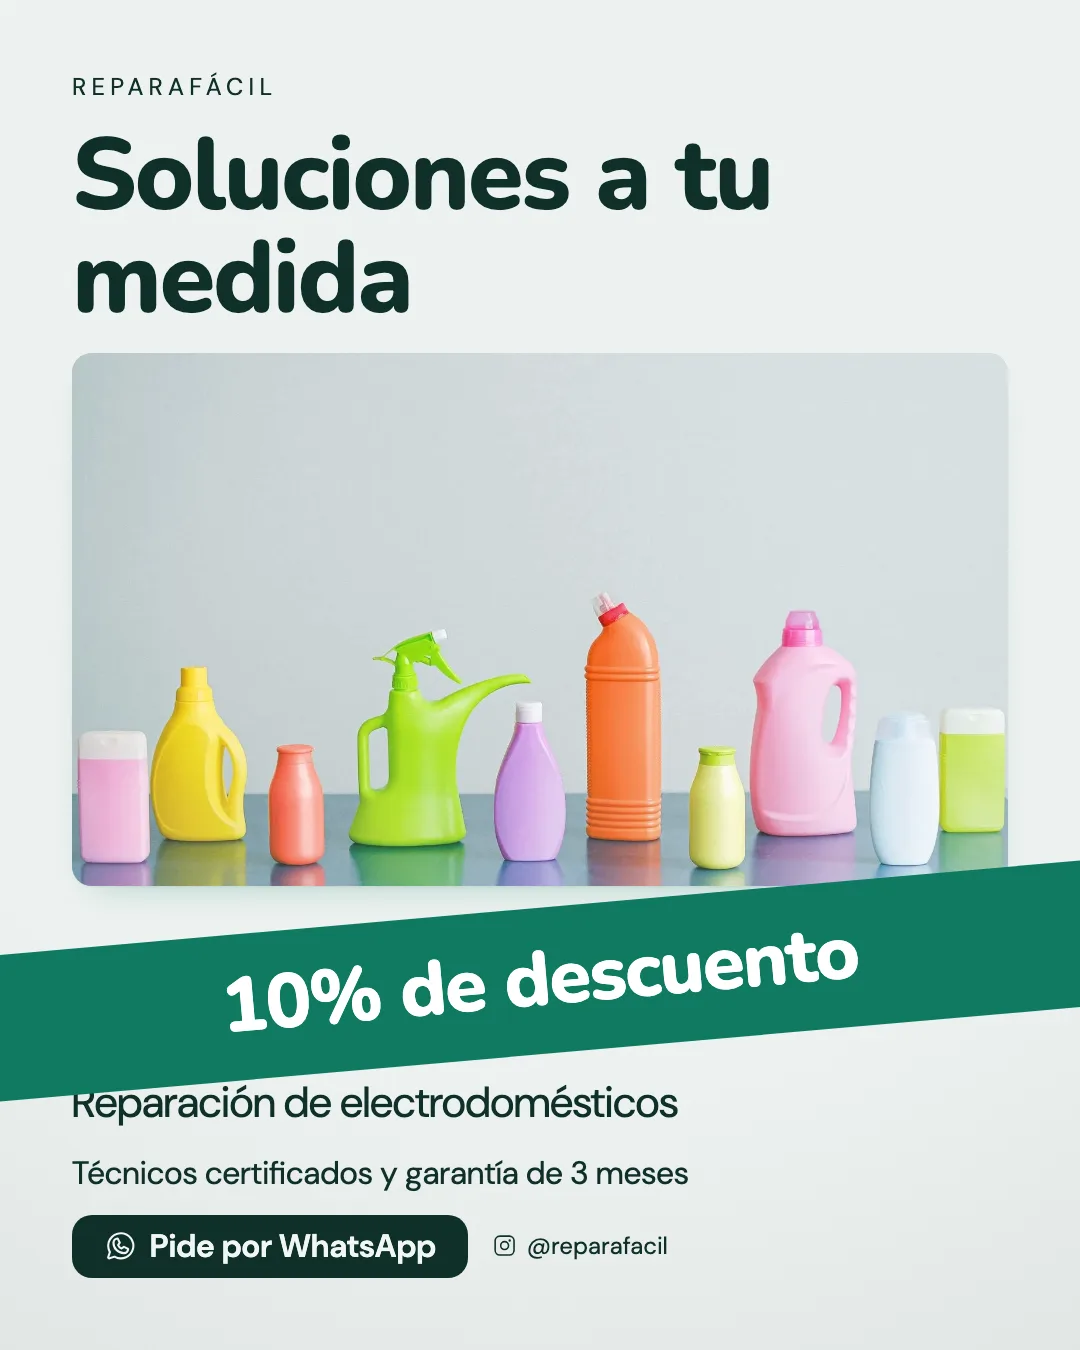 REPARAFÁCIL
Soluciones a tu
medida
10% de descuento
Reparación de electrodomésticos
Técnicos certificados y garantía de 3 meses
Pide por WhatsApp
@reparafacil